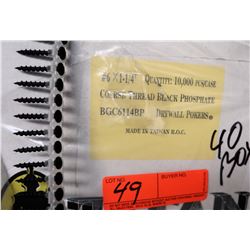 #6 X 1-1/4" QUANTITY: 10,000 PCS/CASE
COARSE THREAD BLACK PHOSPHATE
BGC6114BP DRYWALL POKERS®
MADE IN TAIWAN R.O.C.
40
BOX
LOT NO. BUYER NO.
49